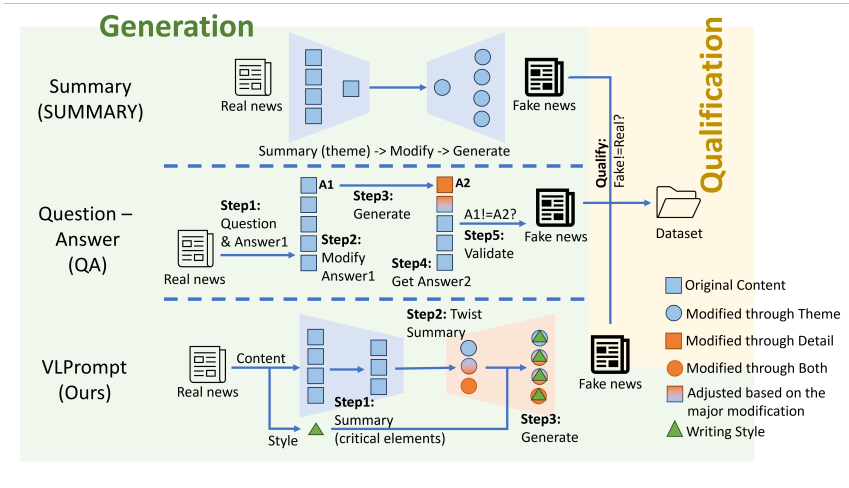 Generation
Qualification
Summary
(SUMMARY)
Real news
Fake news
Summary (theme) -> Modify -> Generate
Qualify:
Fake!=Real?
Question –
Answer
(QA)
Real news
Step1:
Question
& Answer1
A1
Step2:
Modify
Answer1
Step3:
Generate
A2
A1!=A2?
Step5:
Validate
Step4:
Get Answer2
Fake news
Dataset
VLPrompt
(Ours)
Real news
Content
Style
Step1:
Summary
(critical elements)
Step2: Twist
Summary
Step3:
Generate
Fake news
Original Content
Modified through Theme
Modified through Detail
Modified through Both
Adjusted based on the
major modification
Writing Style